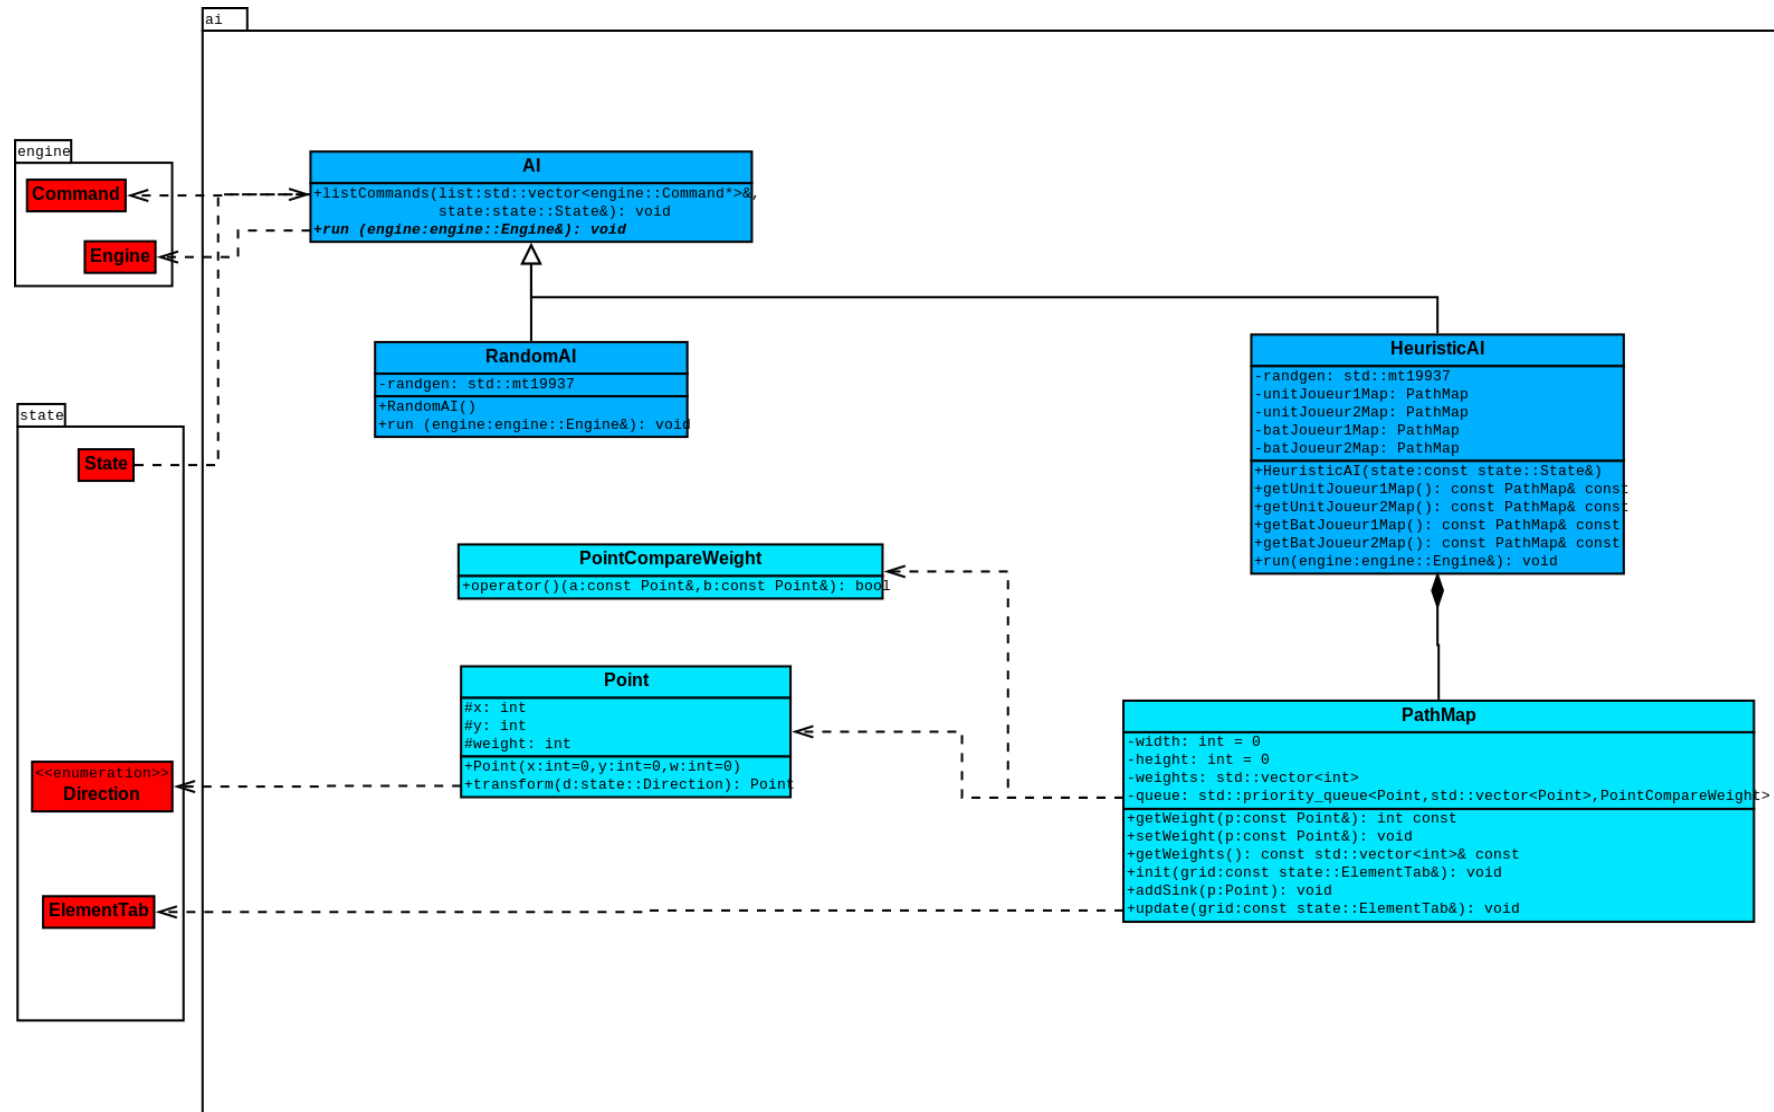 ai
engine
Command
Engine
AI
+listCommands(list:std::vector<engine::Command*>&,
state:state::State&): void
+run (engine:engine::Engine&): void
RandomAI
-randgen: std::mt19937
+RandomAI()
+run (engine:engine::Engine&): void
HeuristicAI
-randgen: std::mt19937
-unitJoueur1Map: PathMap
-unitJoueur2Map: PathMap
-batJoueur1Map: PathMap
-batJoueur2Map: PathMap
+HeuristicAI(state:const state::State&)
+getUnitJoueur1Map(): const PathMap& const
+getUnitJoueur2Map(): const PathMap& const
+getBatJoueur1Map(): const PathMap& const
+getBatJoueur2Map(): const PathMap& const
+run(engine:engine::Engine&): void
state
State
PointCompareWeight
+operator()(a:const Point&,b:const Point&): bool
Point
#x: int
#y: int
#weight: int
+Point(x:int=0,y:int=0,w:int=0)
+transform(d:state::Direction): Point
PathMap
-width: int = 0
-height: int = 0
-weights: std::vector<int>
-queue: std::priority_queue<Point,std::vector<Point>,PointCompareWeight>
+getWeight(p:const Point&): int const
+setWeight(p:const Point&): void
+getWeights(): const std::vector<int>& const
+init(grid:const state::ElementTab&): void
+addSink(p:Point): void
+update(grid:const state::ElementTab&): void
<<enumeration>>
Direction
ElementTab